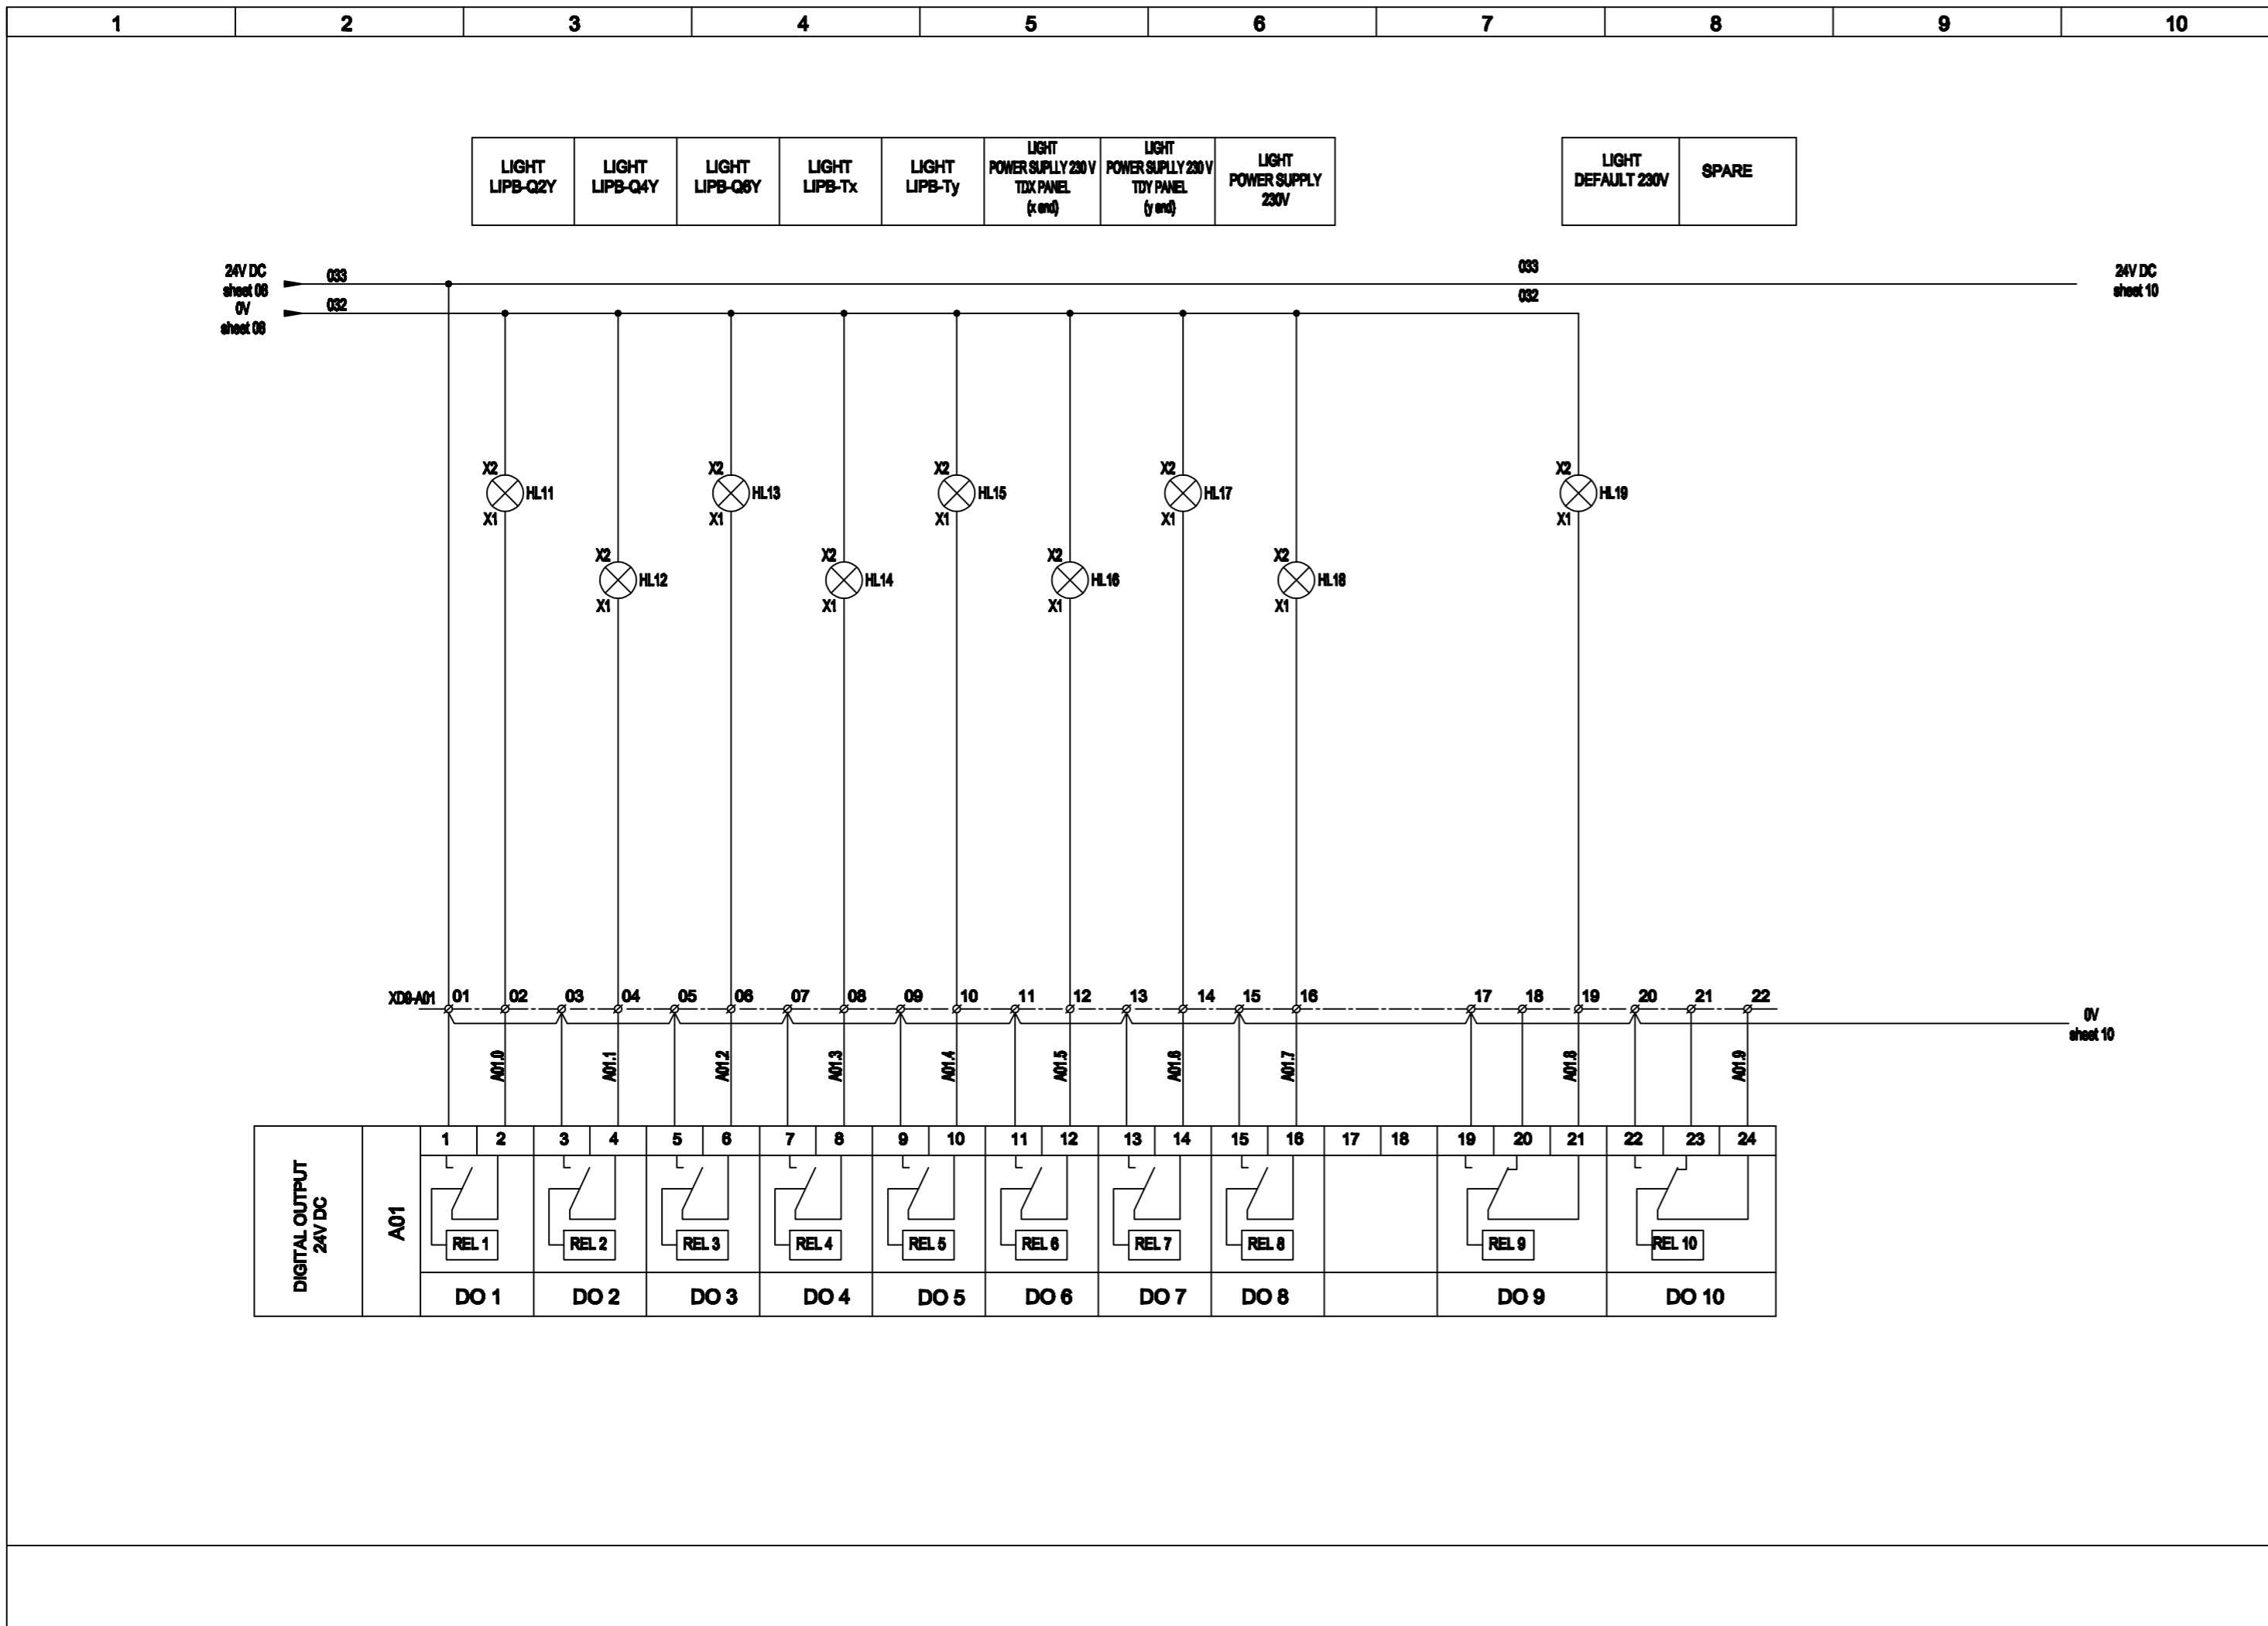 1 2 3 4 5 6 7 8 9 10
LIGHT
LIPB-Q2Y
LIGHT
LIPB-Q4Y
LIGHT
LIPB-Q6Y
LIGHT
LIPB-Tx
LIGHT
LIPB-Ty
LIGHT
POWER SUPLLY 230 V
TDX PANEL
(x end)
LIGHT
POWER SUPLLY 230 V
TDY PANEL
(y end)
LIGHT
POWER SUPPLY
230V
LIGHT
DEFAULT 230V
SPARE
24V DC
sheet 08
0V
sheet 08
033
032
033
032
24V DC
sheet 10
X2
HL11
X1
X2
HL12
X1
X2
HL13
X1
X2
HL14
X1
X2
HL15
X1
X2
HL16
X1
X2
HL17
X1
X2
HL18
X1
X2
HL19
X1
XD9-A01 01 02 03 04 05 06 07 08 09 10 11 12 13 14 15 16 17 18 19 20 21 22
0V
sheet 10
A01.0 A01.1 A01.2 A01.3 A01.4 A01.5 A01.6 A01.7 A01.8 A01.9
DIGITAL OUTPUT
24V DC
A01
1 2 3 4 5 6 7 8 9 10 11 12 13 14 15 16 17 18 19 20 21 22 23 24
REL 1 REL 2 REL 3 REL 4 REL 5 REL 6 REL 7 REL 8 REL 9 REL 10
DO 1 DO 2 DO 3 DO 4 DO 5 DO 6 DO 7 DO 8 DO 9 DO 10